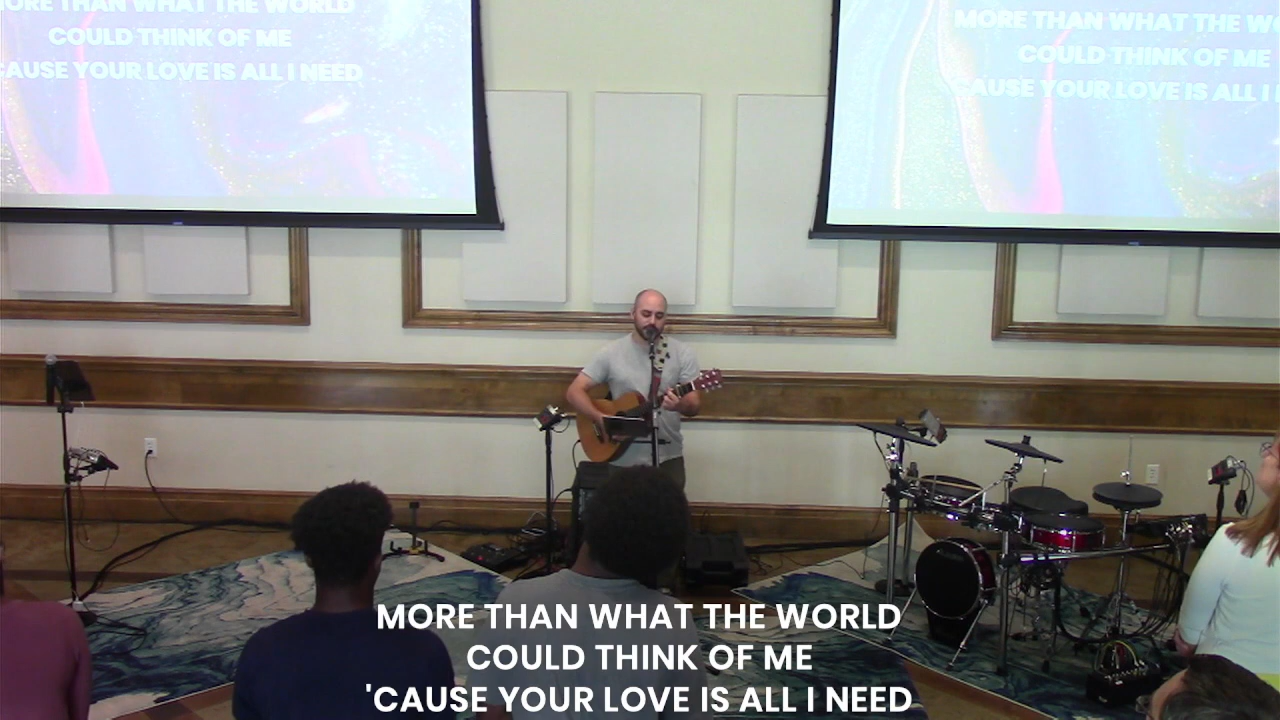 MORE THAN WHAT THE WORLD
COULD THINK OF ME
'CAUSE YOUR LOVE IS ALL I NEED
MORE THAN WHAT THE
COULD THINK OF ME
CAUSE YOUR LOVE IS ALL I
MORE THAN WHAT THE WORLD
COULD THINK OF ME
'CAUSE YOUR LOVE IS ALL I NEED